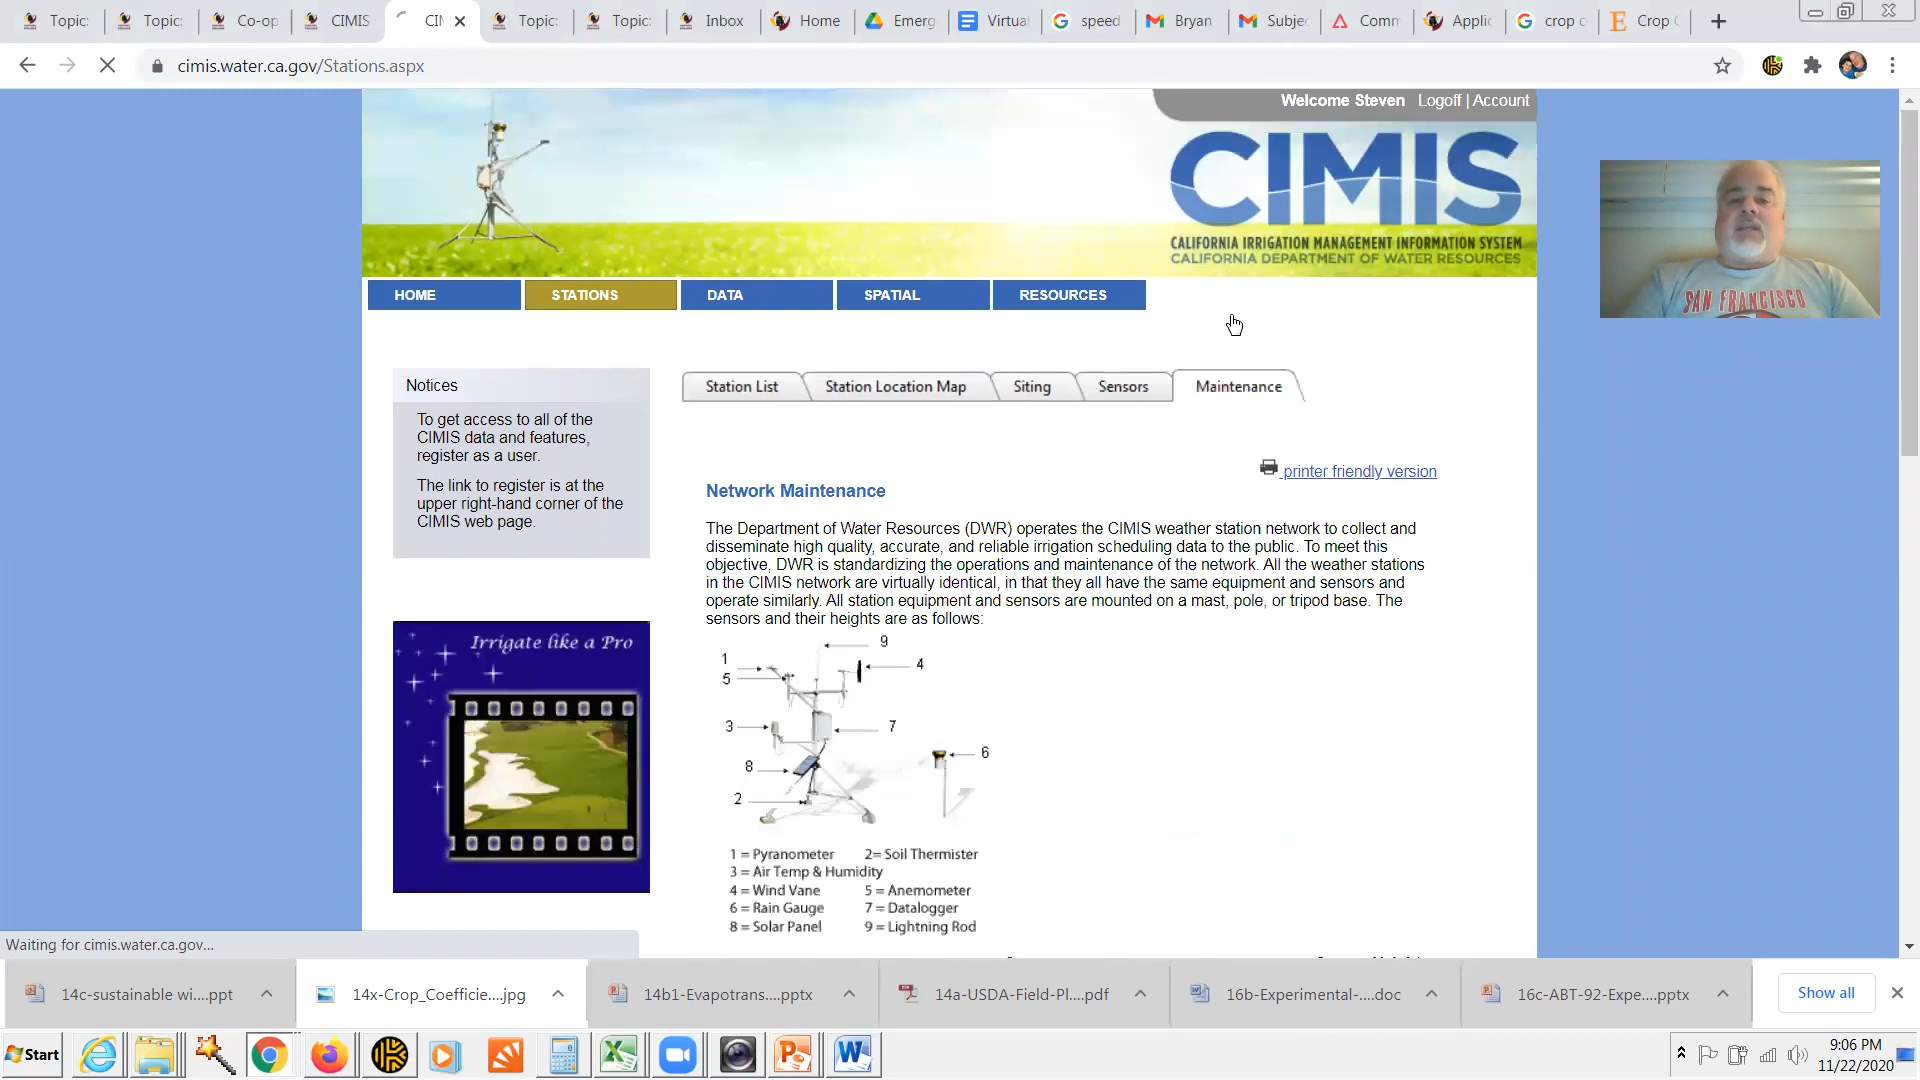 Topic:
Topic:
Co-op
CIMIS
CIM
Topic:
Topic:
Inbox
Home
Emerg
Virtual
speed
Bryan
Subjec
Comm
Applic
crop c
Crop C
cimis.water.ca.gov/Stations.aspx
Welcome Steven Logoff | Account
CIMIS
CALIFORNIA IRRIGATION MANAGEMENT INFORMATION SYSTEM
CALIFORNIA DEPARTMENT OF WATER RESOURCES
SAN FRANCISCO
HOME STATIONS DATA SPATIAL RESOURCES
Notices
To get access to all of the
CIMIS data and features,
register as a user.
The link to register is at the
upper right-hand corner of the
CIMIS web page.
Irrigate like a Pro
Station List Station Location Map Siting Sensors Maintenance
printer friendly version
Network Maintenance
The Department of Water Resources (DWR) operates the CIMIS weather station network to collect and
disseminate high quality, accurate, and reliable irrigation scheduling data to the public. To meet this
objective, DWR is standardizing the operations and maintenance of the network. All the weather stations
in the CIMIS network are virtually identical, in that they all have the same equipment and sensors and
operate similarly. All station equipment and sensors are mounted on a mast, pole, or tripod base. The
sensors and their heights are as follows:
9
1
4
5
3
7
6
8
2
1 = Pyranometer 2= Soil Thermister
3 = Air Temp & Humidity
4 = Wind Vane 5 = Anemometer
6 = Rain Gauge 7 = Datalogger
8 = Solar Panel 9 = Lightning Rod
Waiting for cimis.water.ca.gov...
14c-sustainable wi....ppt
14x-Crop_Coefficie....jpg
14b1-Evapotrans....pptx
14a-USDA-Field-Pl....pdf
16b-Experimental-....doc
16c-ABT-92-Expe....pptx
Show all
Start
9:06 PM
11/22/2020